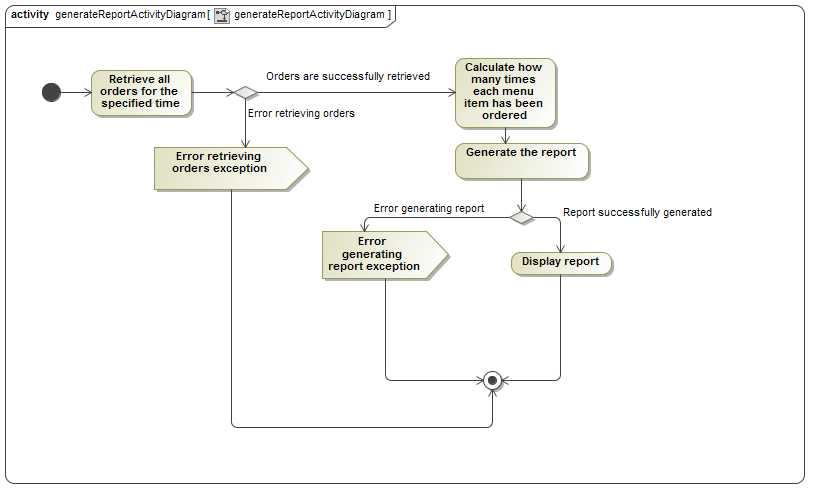 activity generateReportActivityDiagram[ generateReportActivityDiagram ]
Retrieve all
orders for the
specified time
Orders are successfully retrieved
Calculate how
many times
each menu
item has been
ordered
Error retrieving orders
Error retrieving
orders exception
Generate the report
Error generating report
Report successfully generated
Error
generating
report exception
Display report